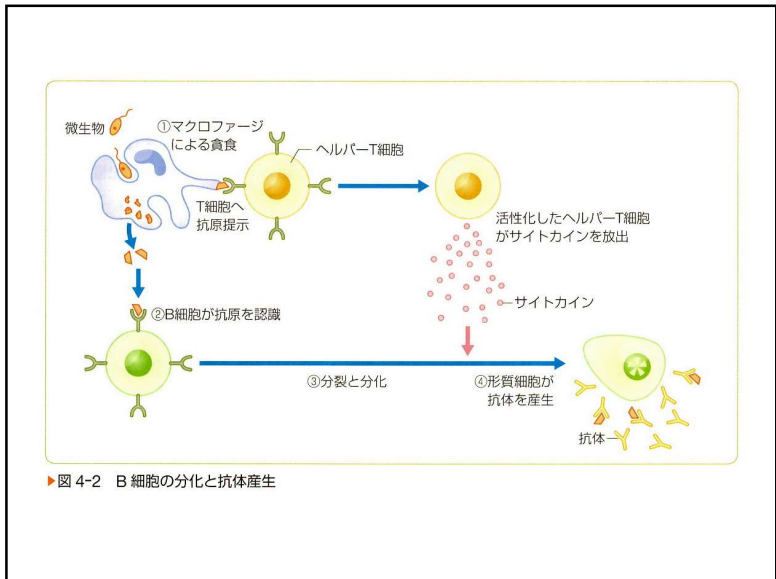 微生物
①マクロファージ
による貪食
ヘルパーT細胞
T細胞へ
抗原提示
活性化したヘルパーT細胞
がサイトカインを放出
サイトカイン
②B細胞が抗原を認識
③分裂と分化
④形質細胞が
抗体を産生
抗体
▶図 4-2 B 細胞の分化と抗体産生